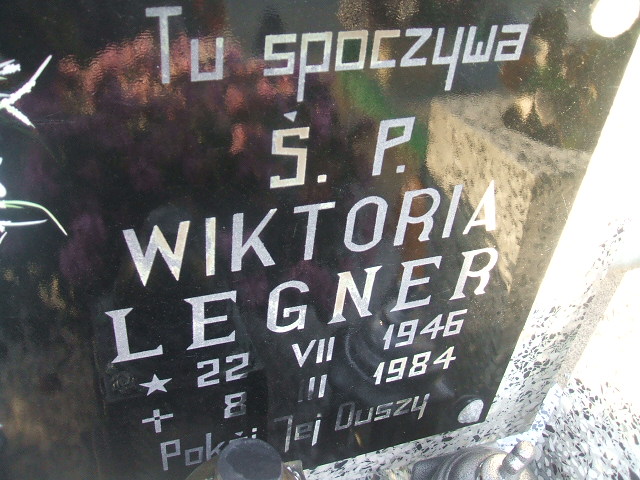 Tu spoczywa
Ś. P.
WIKTORIA
LEGNER
★ 22 VII 1946
+ 8 III 1984
Pokój Jej Duszy